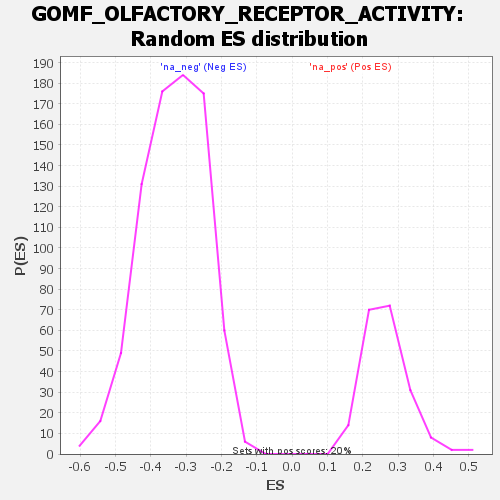 GOMF_OLFACTORY_RECEPTOR_ACTIVITY:
Random ES distribution
'na_neg' (Neg ES) 'na_pos' (Pos ES)
190
180
170
160
150
140
130
120
110
100
90
80
70
60
50
40
30
20
10
0
P(ES)
Sets with pos scores: 20%
-0.6 -0.5 -0.4 -0.3 -0.2 -0.1 0.0 0.1 0.2 0.3 0.4 0.5
ES